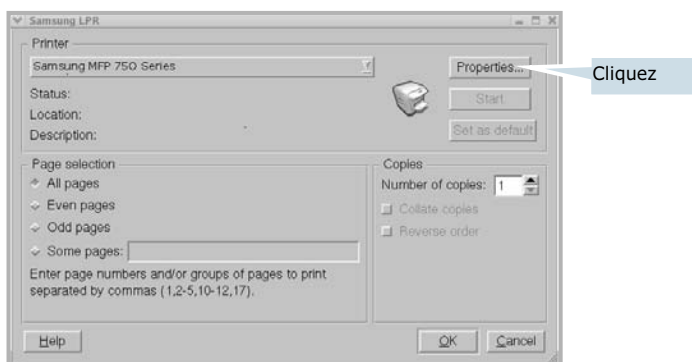 Samsung LPR
Printer
Samsung MFP 750 Series
Properties...
Cliquez
Status:
Start
Location:
Set as default
Description:
Page selection
All pages
Even pages
Odd pages
Some pages:
Enter page numbers and/or groups of pages to print
separated by commas (1,2-5,10-12,17).
Copies
Number of copies: 1
Collate copies
Reverse order
Help
OK
Cancel